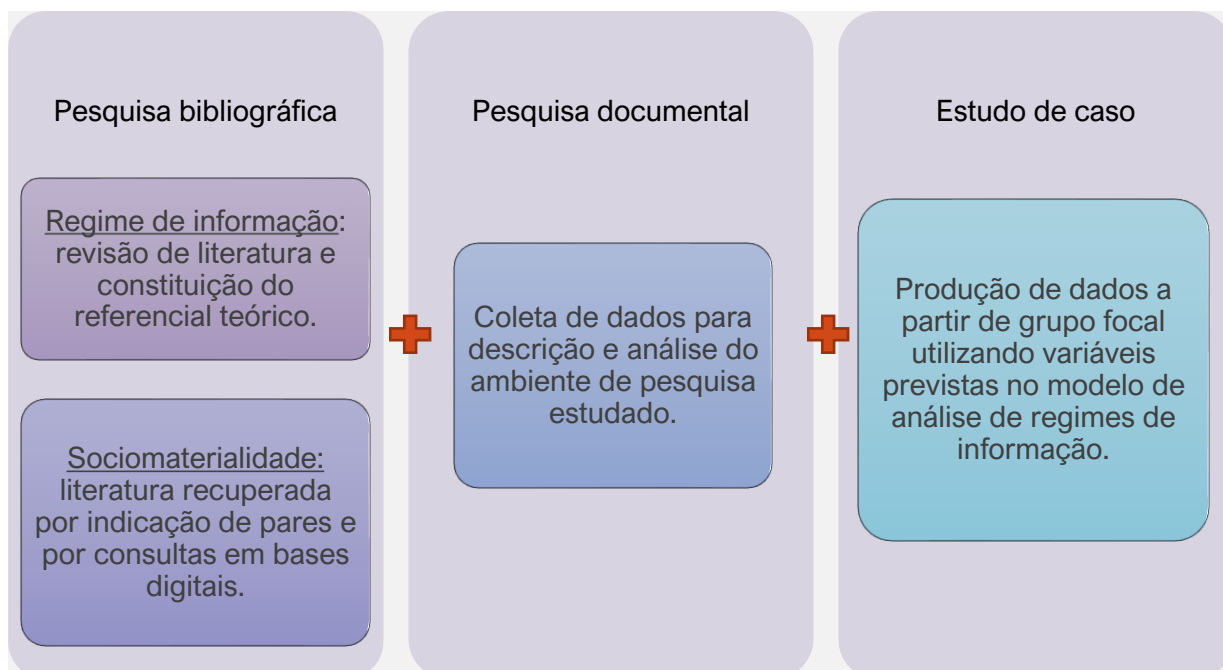 Pesquisa bibliográfica
Regime de informação:
revisão de literatura e
constituição do
referencial teórico.
Sociomaterialidade:
literatura recuperada
por indicação de pares e
por consultas em bases
digitais.
Pesquisa documental
Coleta de dados para
descrição e análise do
ambiente de pesquisa
estudado.
Estudo de caso
Produção de dados a
partir de grupo focal
utilizando variáveis
previstas no modelo de
análise de regimes de
informação.